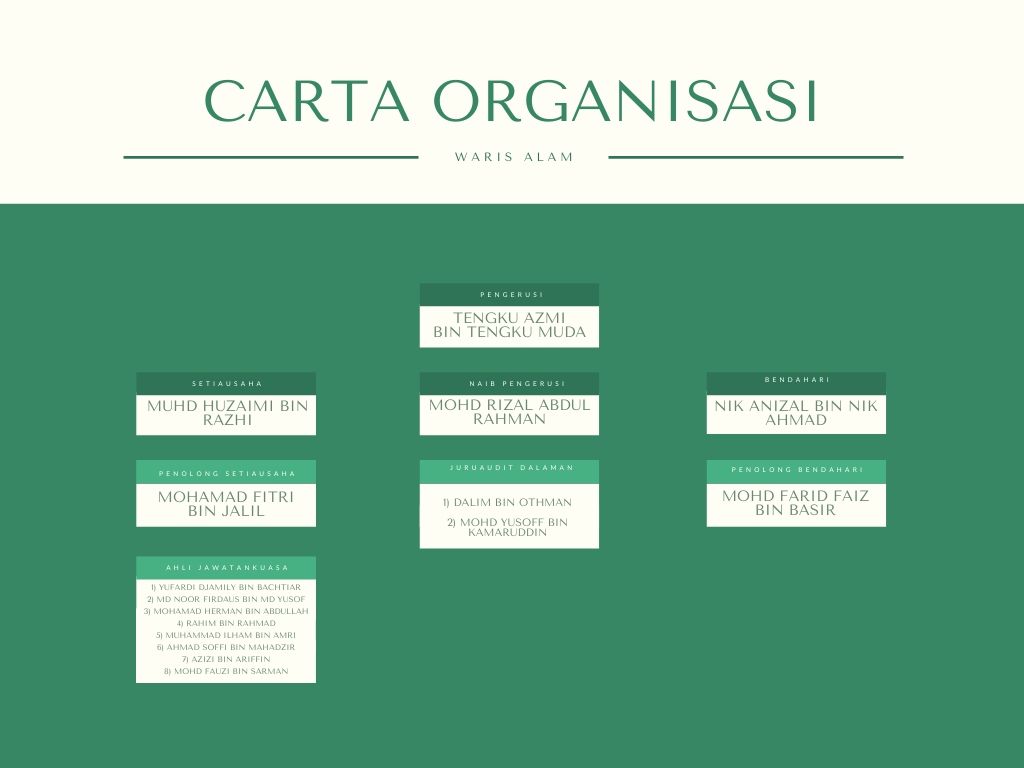 CARTA ORGANISASI
WARIS ALAM
PENGERUSI
TENGKU AZMI
BIN TENGKU MUDA
SETIAUSAHA
MUHD HUZAIMI BIN
RAZHI
NAIB PENGERUSI
MOHD RIZAL ABDUL
RAHMAN
BENDAHARI
NIK ANIZAL BIN NIK
AHMAD
PENOLONG SETIAUSAHA
MOHAMAD FITRI
BIN JALIL
JURUAUDIT DALAMAN
1) DALIM BIN OTHMAN
2) MOHD YUSOFF BIN
KAMARUDDIN
PENOLONG BENDAHARI
MOHD FARID FAIZ
BIN BASIR
AHLI JAWATANKUASA
1) YUFARDI DJAMILY BIN BACHTIAR
2) MD NOOR FIRDAUS BIN MD YUSOF
3) MOHAMAD HERMAN BIN ABDULLAH
4) RAHIM BIN RAHMAD
5) MUHAMMAD ILHAM BIN AMRI
6) AHMAD SOFFI BIN MAHADZIR
7) AZIZI BIN ARIFFIN
8) MOHD FAUZI BIN SARMAN